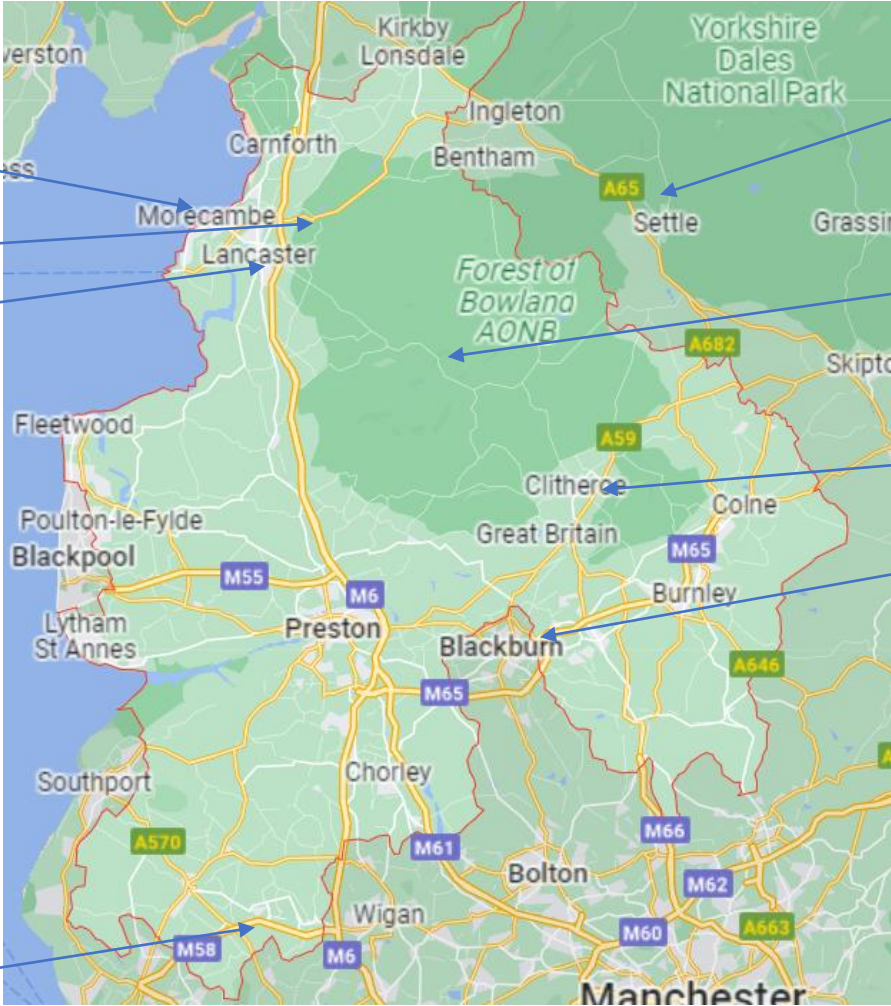 Kirkby
Lonsdale
Yorkshire
Dales
National Park
verston
Ingleton
Carnforth
Bentham
ess
A65
Morecambe
Settle
Grassin
Lancaster
Forest of
Bowland
AONB
A682
Skipto
Fleetwood
A59
Clitheroe
Colne
Poulton-le-Fylde
Great Britain
Blackpool
M55
M65
M6
Burnley
Lytham
St Annes
Preston
Blackburn
A646
M65
Southport
Chorley
A
A570
M66
M61
Bolton
M62
Wigan
M60
A663
M58
M6
Manchester